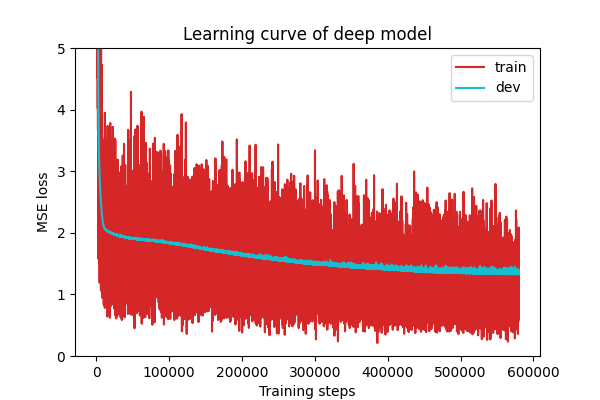 Learning curve of deep model
train
dev
MSE loss
5
4
3
2
1
0
0 100000 200000 300000 400000 500000 600000
Training steps